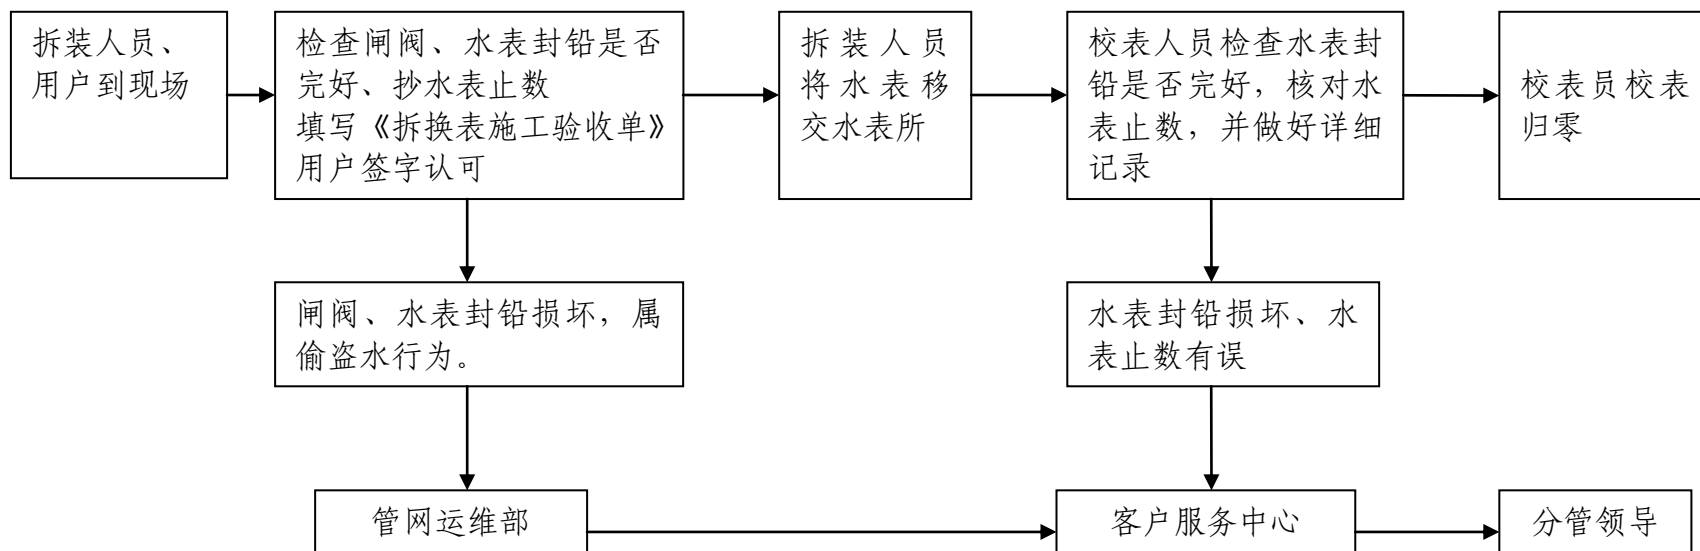 拆装人员、
用户到现场
检查闸阀、水表封铅是否
完好、抄水表止数
填写《拆换表施工验收单》
用户签字认可
拆装人员
将水表移
交水表所
校表人员检查水表封
铅是否完好，核对水
表止数，并做好详细
记录
校表员校表
归零
闸阀、水表封铅损坏，属
偷盗水行为。
水表封铅损坏、水
表止数有误
管网运维部
客户服务中心
分管领导